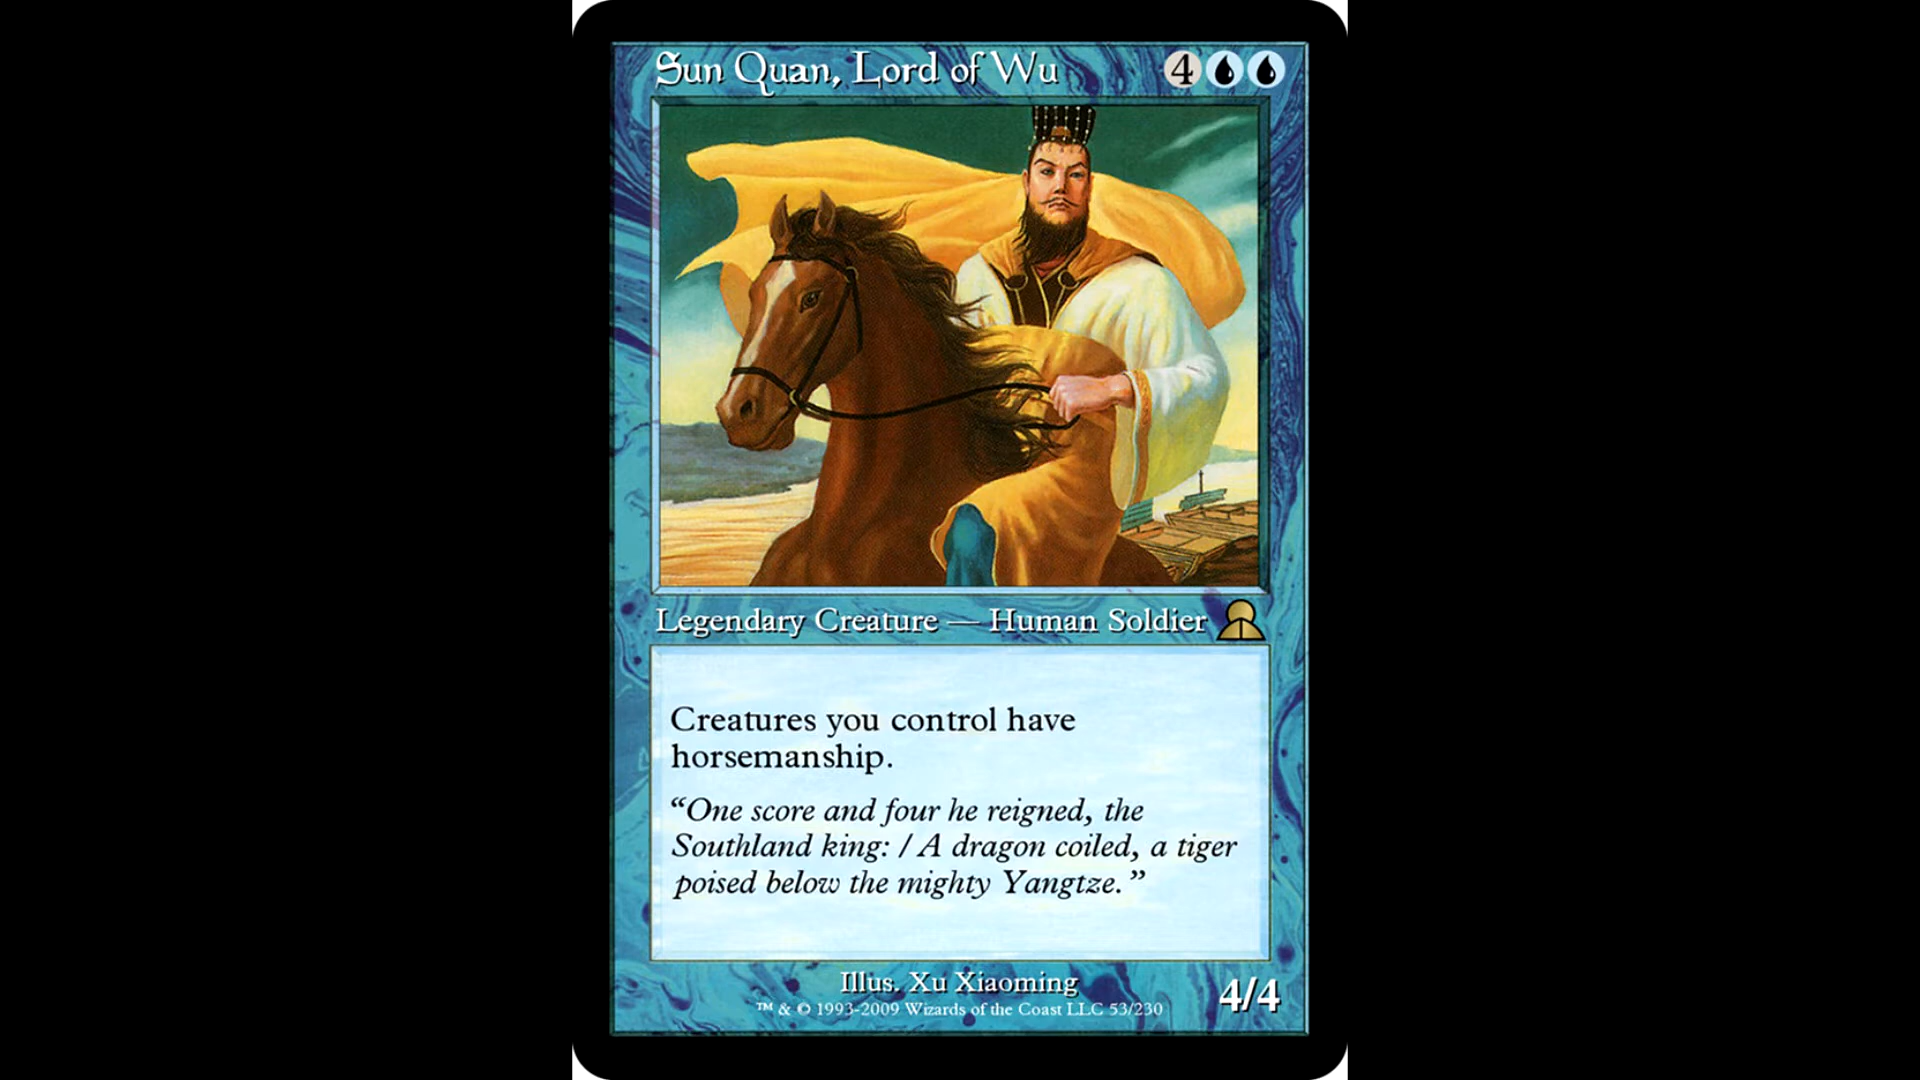 Sun Quan, Lord of Wu 4
Legendary Creature — Human Soldier
Creatures you control have
horsemanship.
“One score and four he reigned, the
Southland king: / A dragon coiled, a tiger
poised below the mighty Yangtze.”
Illus. Xu Xiaoming
™ & © 1993-2009 Wizards of the Coast LLC 53/230
4/4